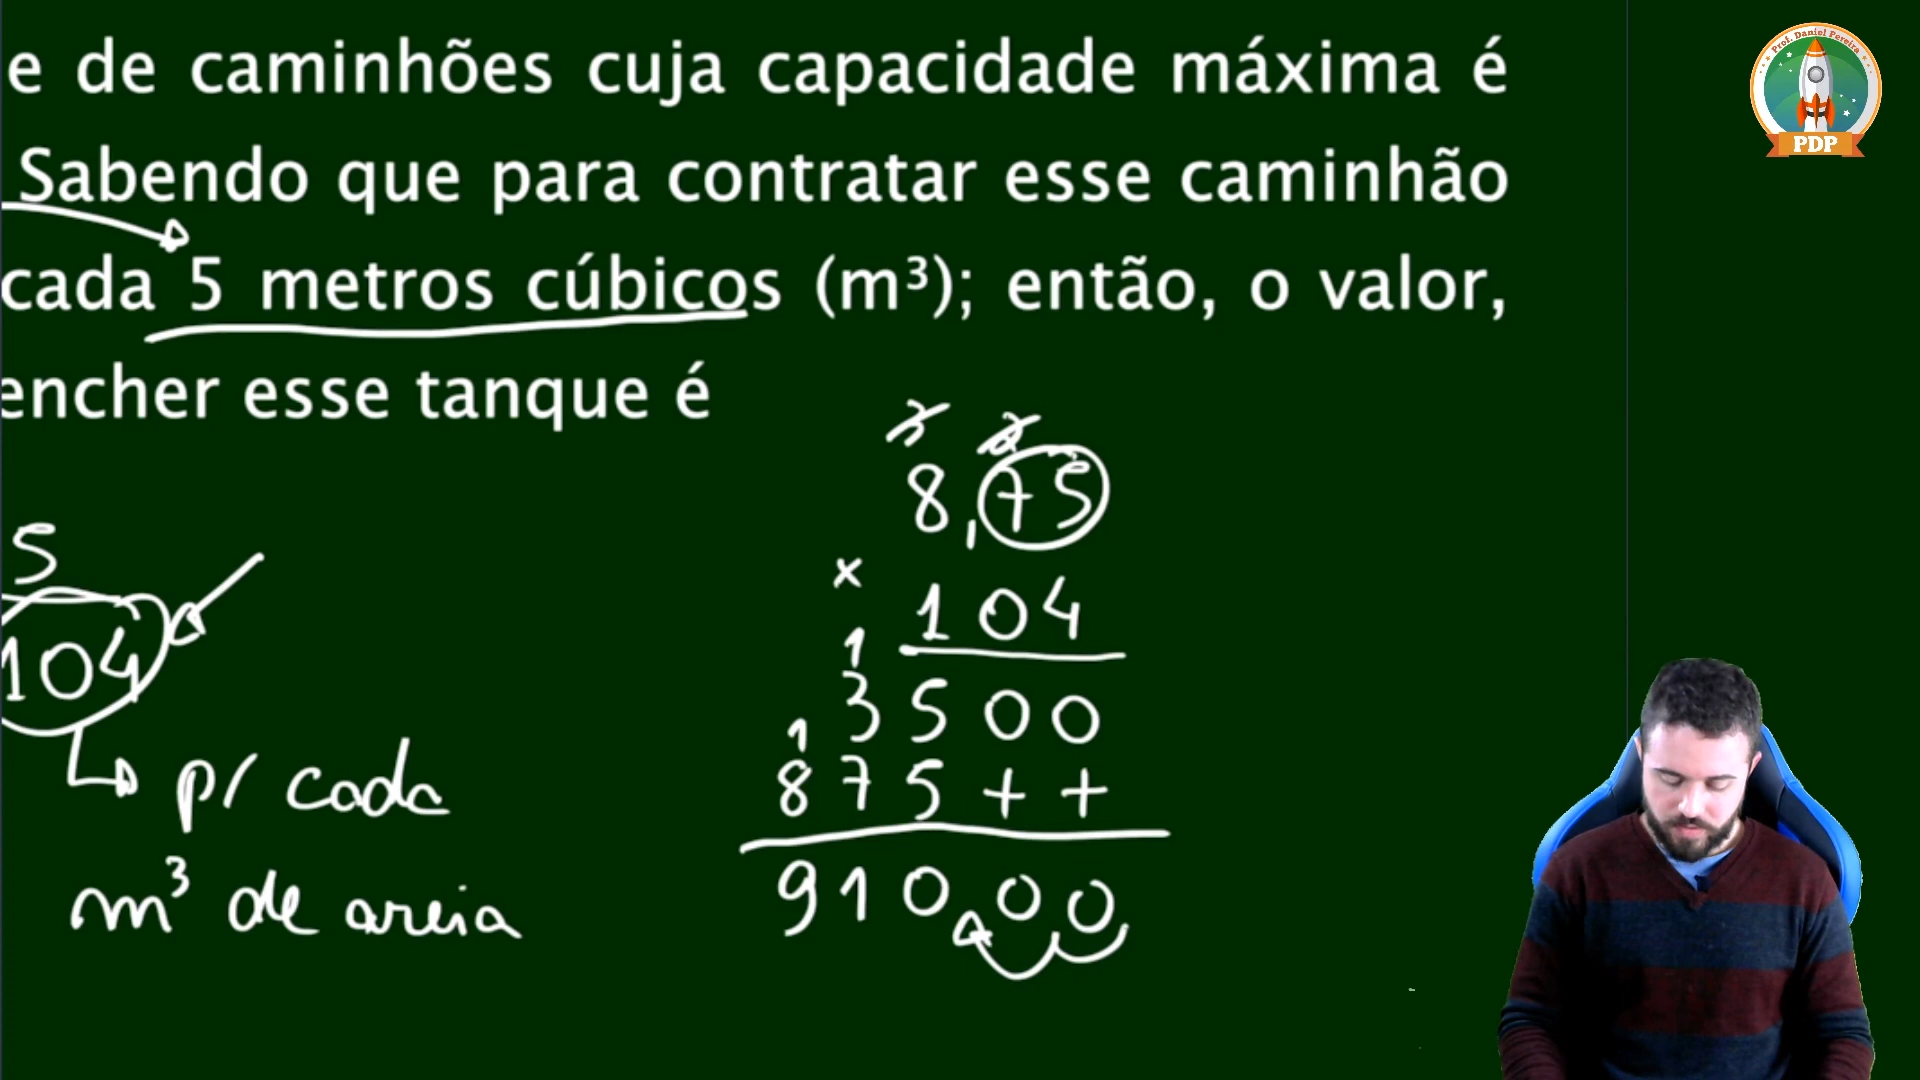 e de caminhões cuja capacidade máxima é
Sabendo que para contratar esse caminhão
cada 5 metros cúbicos (m³); então, o valor,
encher esse tanque é
5
104
p/ cada
m³ de areia
8,75
x
104
1
3500
1
875++
910,00
Prof. Daniel Pereira
PDP